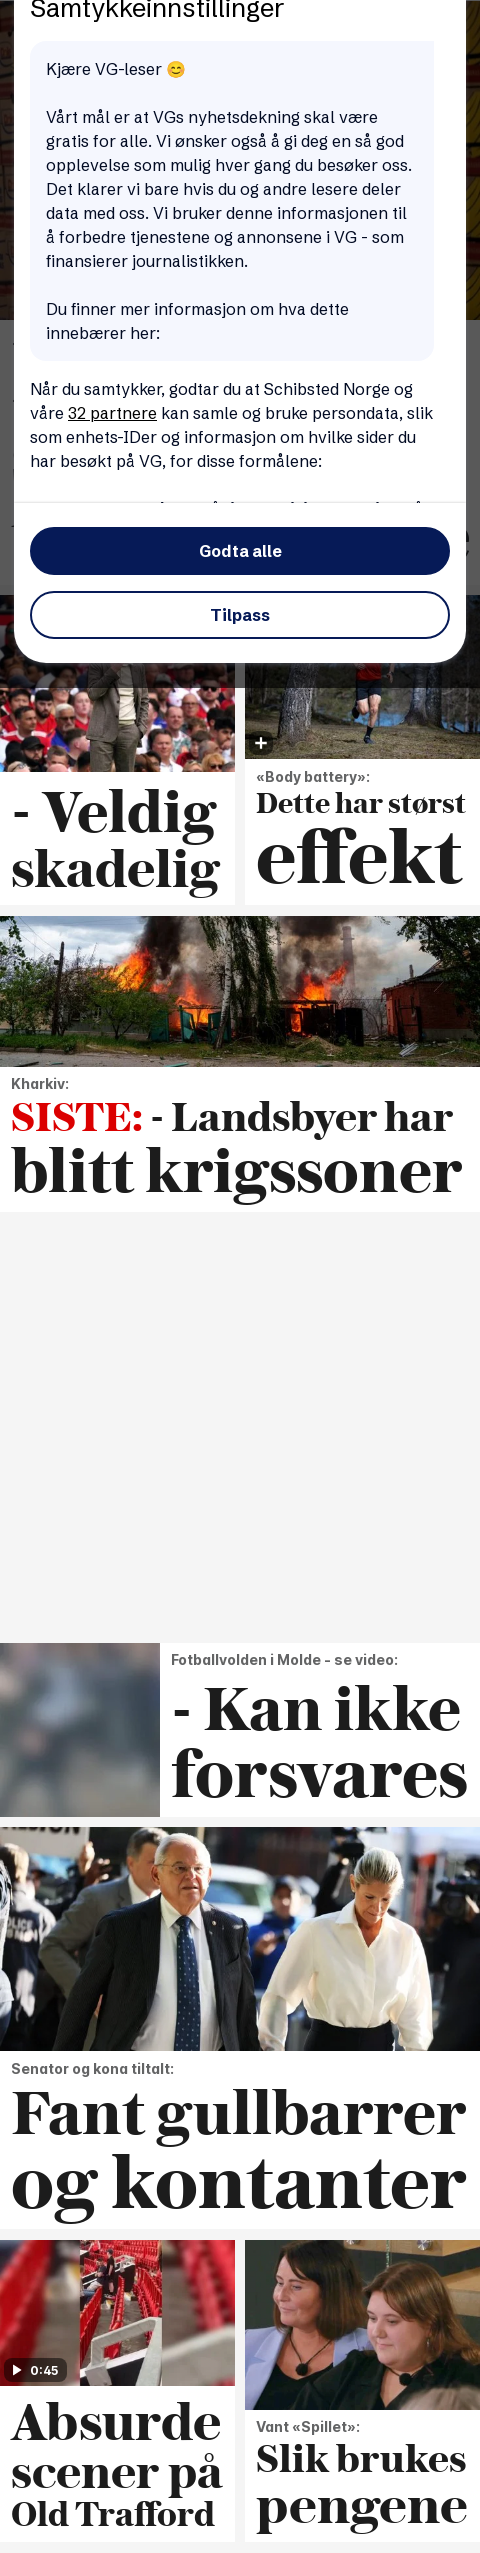 Samtykkeinnstillinger
Kjære VG-leser 😊
Vårt mål er at VGs nyhetsdekning skal være
gratis for alle. Vi ønsker også å gi deg en så god
opplevelse som mulig hver gang du besøker oss.
Det klarer vi bare hvis du og andre lesere deler
data med oss. Vi bruker denne informasjonen til
å forbedre tjenestene og annonsene i VG - som
finansierer journalistikken.
Du finner mer informasjon om hva dette
innebærer her:
Når du samtykker, godtar du at Schibsted Norge og
våre 32 partnere kan samle og bruke persondata, slik
som enhets-IDer og informasjon om hvilke sider du
har besøkt på VG, for disse formålene:
Godta alle
Tilpass
- Veldig
skadelig
«Body battery»:
Dette har størst
effekt
Kharkiv:
SISTE: - Landsbyer har
blitt krigssoner
Fotballvolden i Molde - se video:
- Kan ikke
forsvares
Senator og kona tiltalt:
Fant gullbarrer
og kontanter
0:45
Absurde
scener på
Old Trafford
Vant «Spillet»:
Slik brukes
pengene